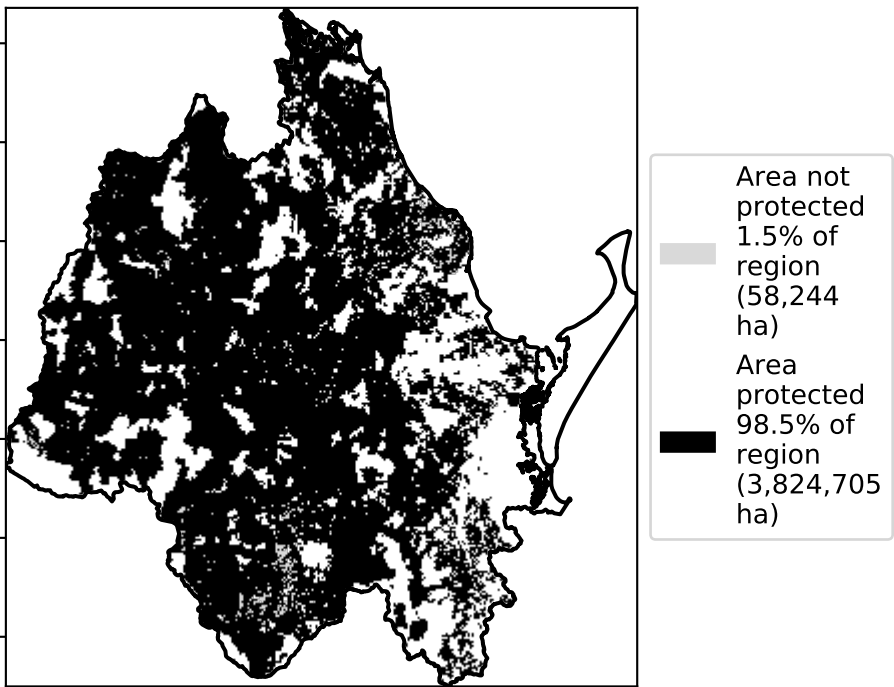 Area not
protected
1.5% of
region
(58,244
ha)
Area
protected
98.5% of
region
(3,824,705
ha)